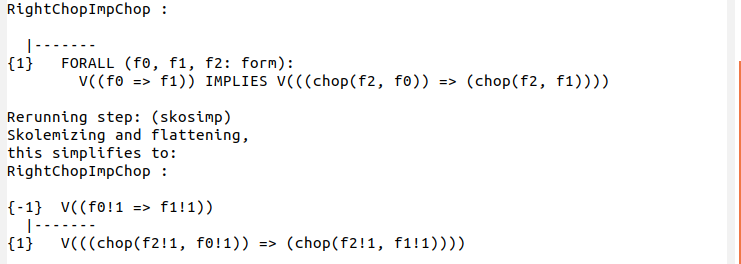 RightChopImpChop :
|-------
{1} FORALL (f0, f1, f2: form):
V((f0 => f1)) IMPLIES V(((chop(f2, f0)) => (chop(f2, f1))))
Rerunning step: (skosimp)
Skolemizing and flattening,
this simplifies to:
RightChopImpChop :
{-1} V((f0!1 => f1!1))
|-------
{1} V(((chop(f2!1, f0!1)) => (chop(f2!1, f1!1))))